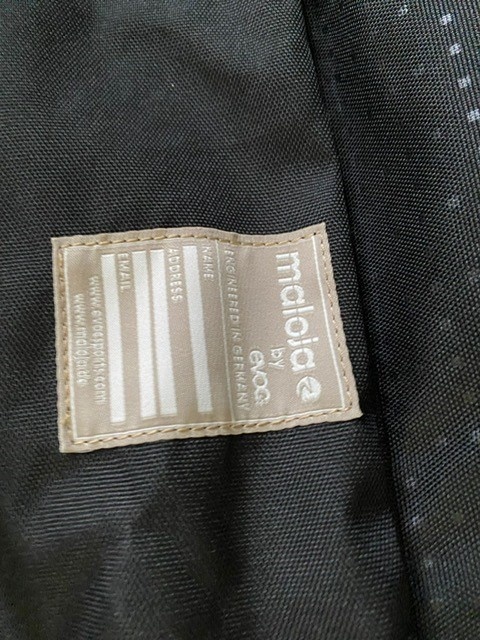 maloja
by
evoc
ENGINEERED IN GERMANY
NAME
ADDRESS
EMAIL
www.evocsports.com
www.maloja.de